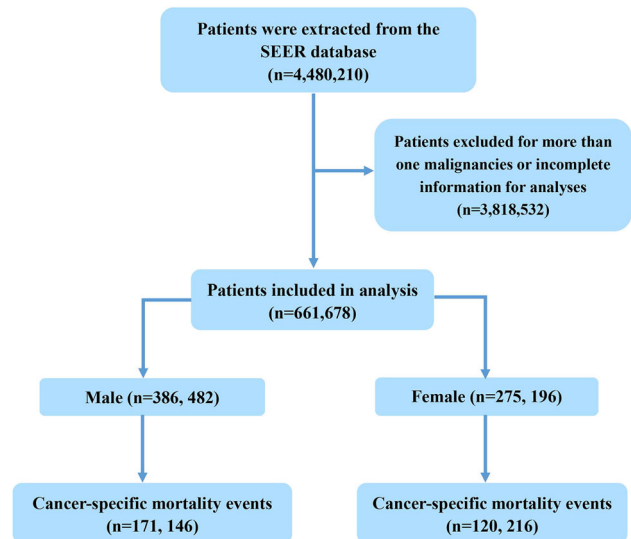 Patients were extracted from the
SEER database
(n=4,480,210)
Patients excluded for more than
one malignancies or incomplete
information for analyses
(n=3,818,532)
Patients included in analysis
(n=661,678)
Male (n=386, 482)
Female (n=275, 196)
Cancer-specific mortality events
(n=171, 146)
Cancer-specific mortality events
(n=120, 216)